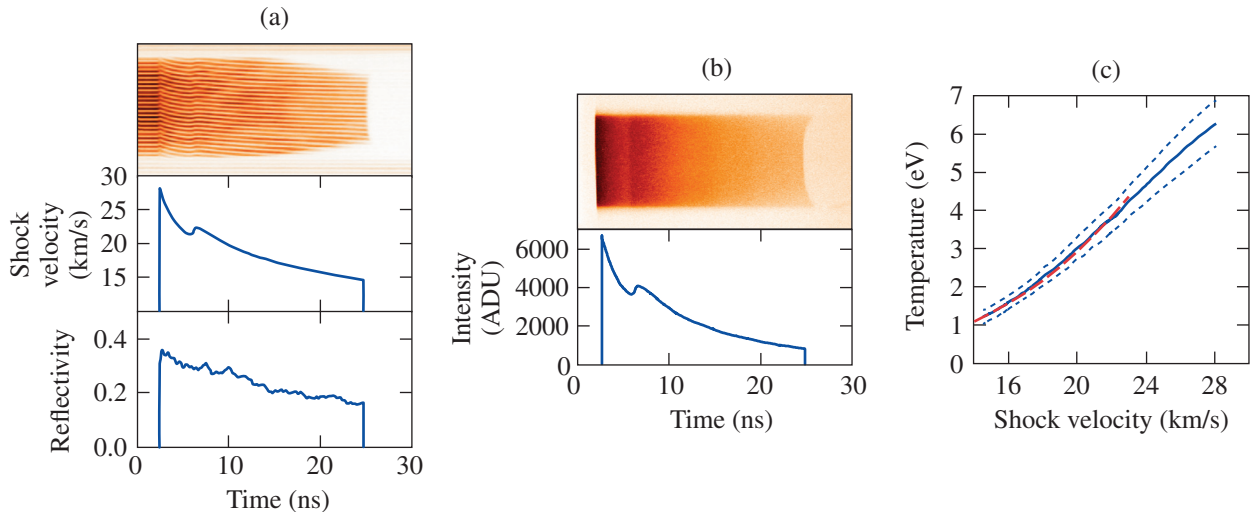 (a)
30
25
20
15
Shock
velocity
(km/s)
0.4
0.2
0.0
Reflectivity
0 10 20 30
Time (ns)
(b)
6000
4000
2000
0
Intensity
(ADU)
0 10 20 30
Time (ns)
(c)
7
6
5
4
3
2
1
0
Temperature (eV)
16 20 24 28
Shock velocity (km/s)